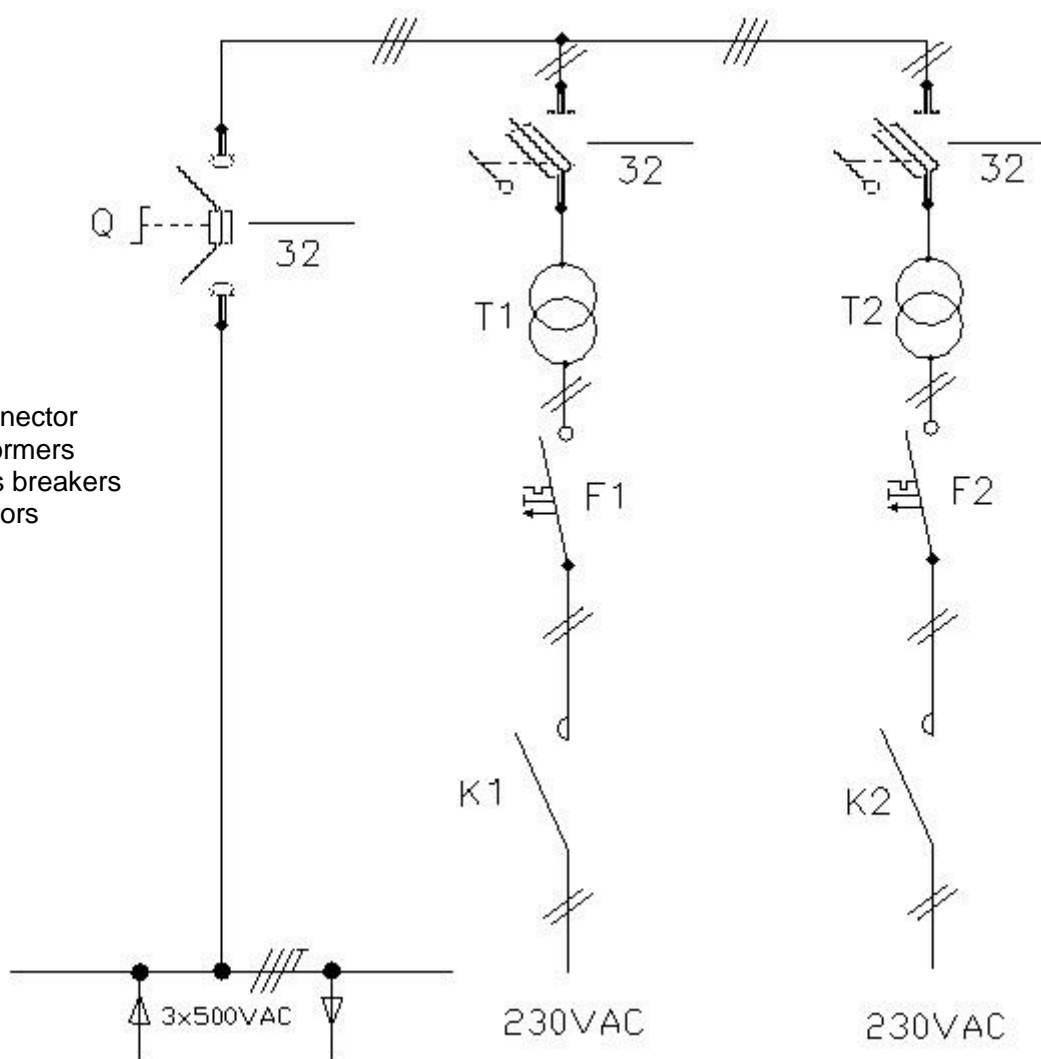 32
32
Q
32
T1
T2
nector
ormers
s breakers
ors
F1
F2
K1
K2
3x500VAC
230VAC
230VAC